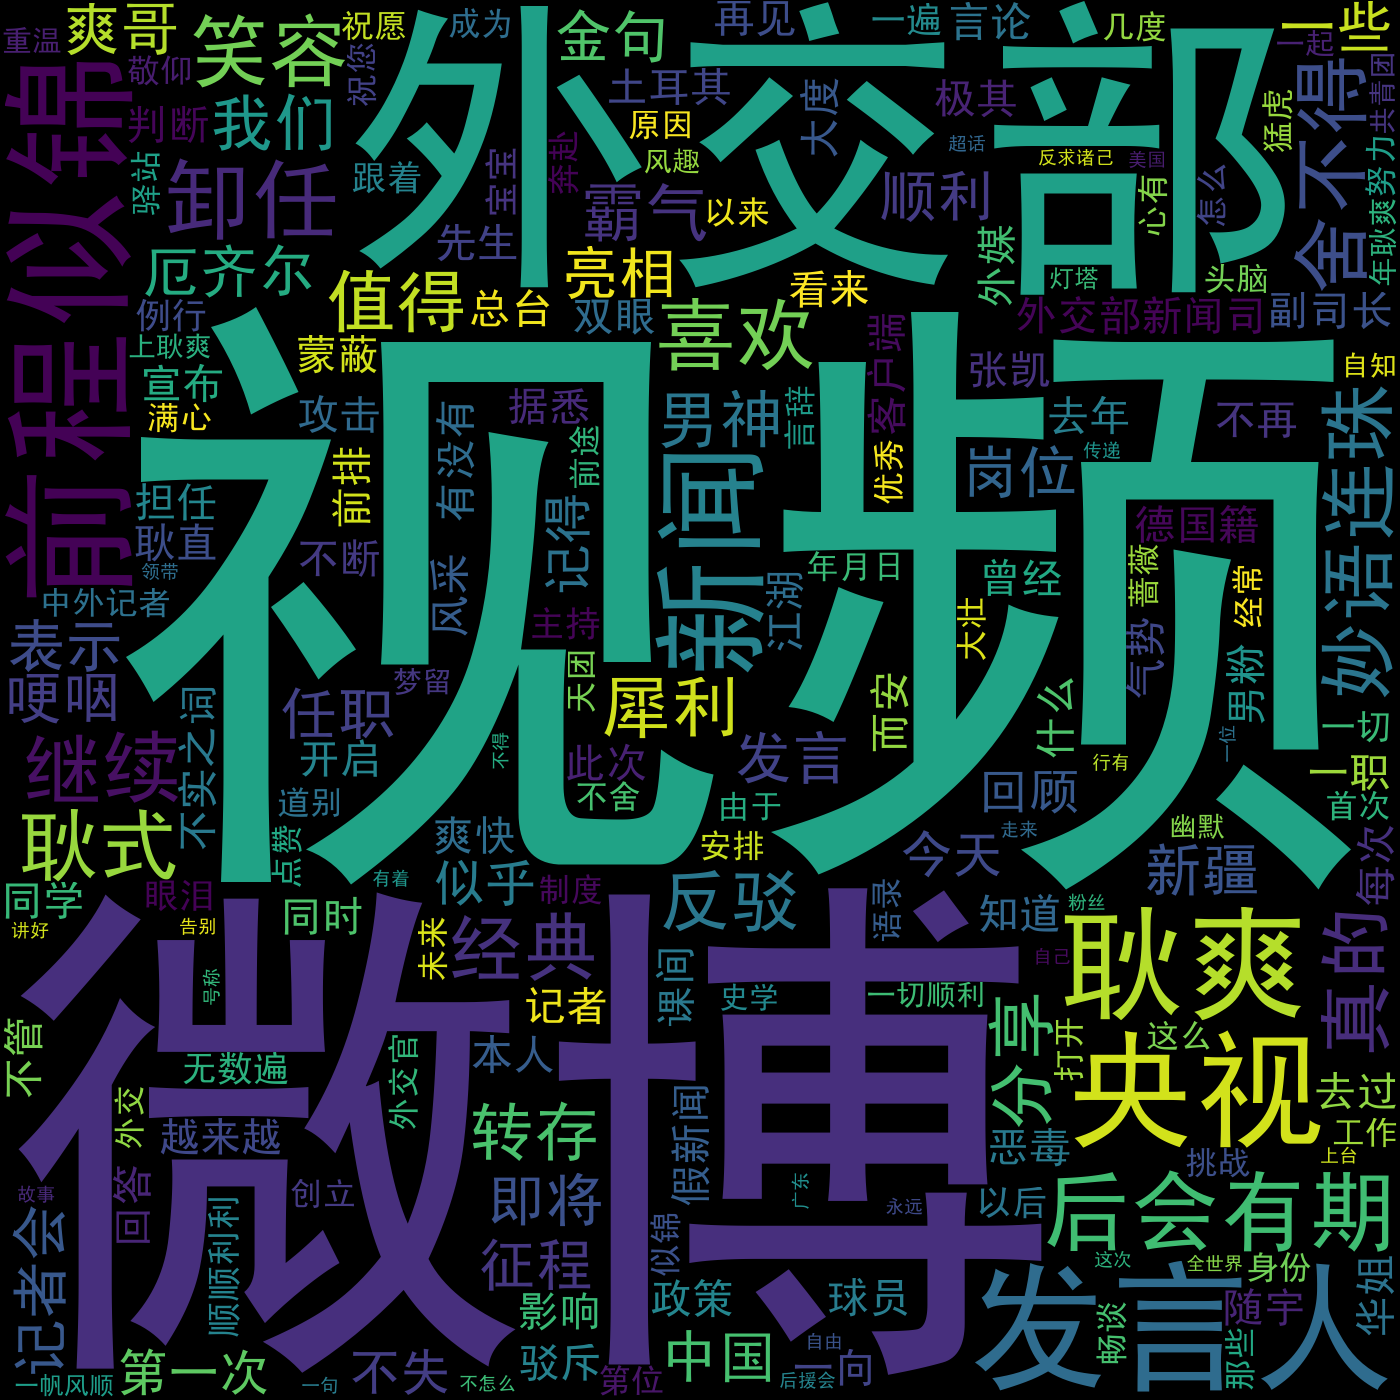 外交部
视频
微博
前程似锦
爽哥
笑容
祝愿
成为
金句
再见
一遍
言论
几度
一些
重温
敬仰
祝您
土耳其
大度
极其
一起
共青团
我们
判断
原因
风趣
超话
反求诸己
美国
猛虎
舍不得
努力
驿站
卸任
跟着
宝宝
奔赴
霸气
以来
顺利
心有
怎么
年耿爽
厄齐尔
先生
亮相
看来
外媒
灯塔
头脑
例行
值得
总台
双眼
喜欢
客户端
外交部新闻司
副司长
上耿爽
蒙蔽
宣布
满心
攻击
据悉
男神
言辞
张凯
去年
不再
自知
妙语连珠
前排
有没有
前途
新闻
优秀
岗位
传递
德国籍
担任
耿直
领带
不断
记得
年月日
曾经
蔷薇
经常
中外记者
风采
主持
江湖
大壮
气势
男粉
表示
哽咽
梦留
天团
犀利
而安
什么
不实之词
任职
开启
不得
此次
发言
回顾
行有
一位
一切
一职
继续
道别
不舍
由于
首次
耿式
点赞
爽快
似乎
安排
今天
走来
幽默
新疆
每次
同学
眼泪
有着
制度
反驳
语录
知道
粉丝
真的
讲好
告别
同时
未来
经典
记者
课间
史学
一切顺利
自己
耿爽
不管
号称
无数遍
外交官
本人
分享
打开
这么
央视
外交
越来越
转存
假新闻
恶毒
挑战
去过
工作
上台
故事
回答
顺顺利利
创立
即将
广东
永远
以后
后会有期
记者会
征程
似锦
政策
球员
这次
全世界
身份
影响
发言人
畅谈
随宇
那些
华姐
一帆风顺
第一次
一句
不失
不怎么
驳斥
第位
中国
自由
后援会
一向